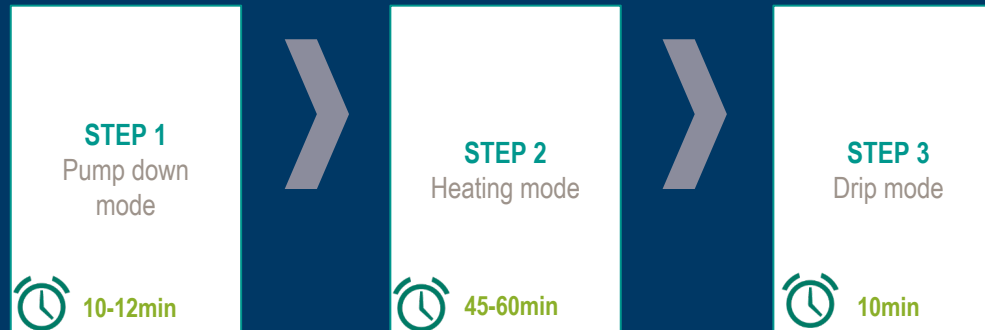 STEP 1
Pump down
mode
10-12min
STEP 2
Heating mode
45-60min
STEP 3
Drip mode
10min